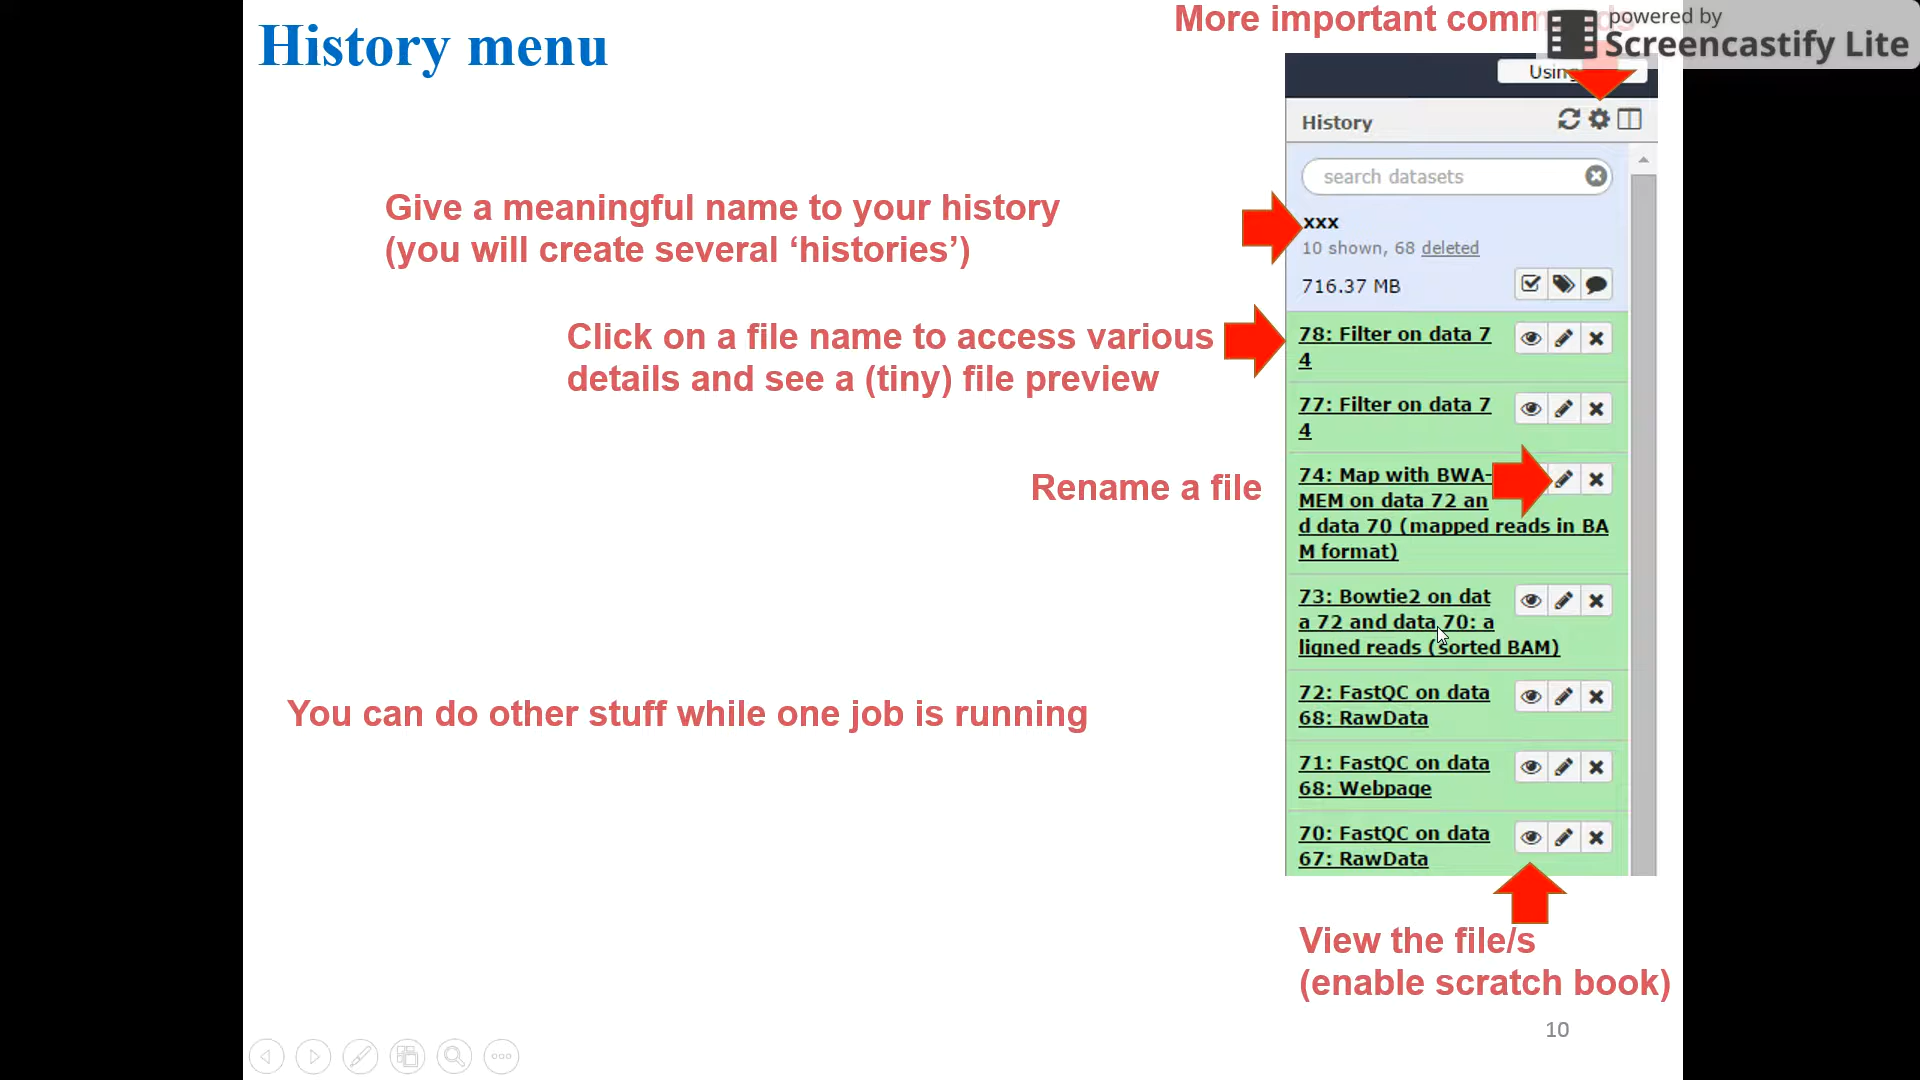 History menu
More important comm
powered by
Screencastify Lite
Using
History
search datasets
Give a meaningful name to your history
(you will create several ‘histories’)
xxx
10 shown, 68 deleted
716.37 MB
Click on a file name to access various
details and see a (tiny) file preview
78: Filter on data 7
4
77: Filter on data 7
4
Rename a file
74: Map with BWA-
MEM on data 72 an
d data 70 (mapped reads in BA
M format)
73: Bowtie2 on dat
a 72 and data 70: a
ligned reads (sorted BAM)
72: FastQC on data
68: RawData
You can do other stuff while one job is running
71: FastQC on data
68: Webpage
70: FastQC on data
67: RawData
View the file/s
(enable scratch book)
10